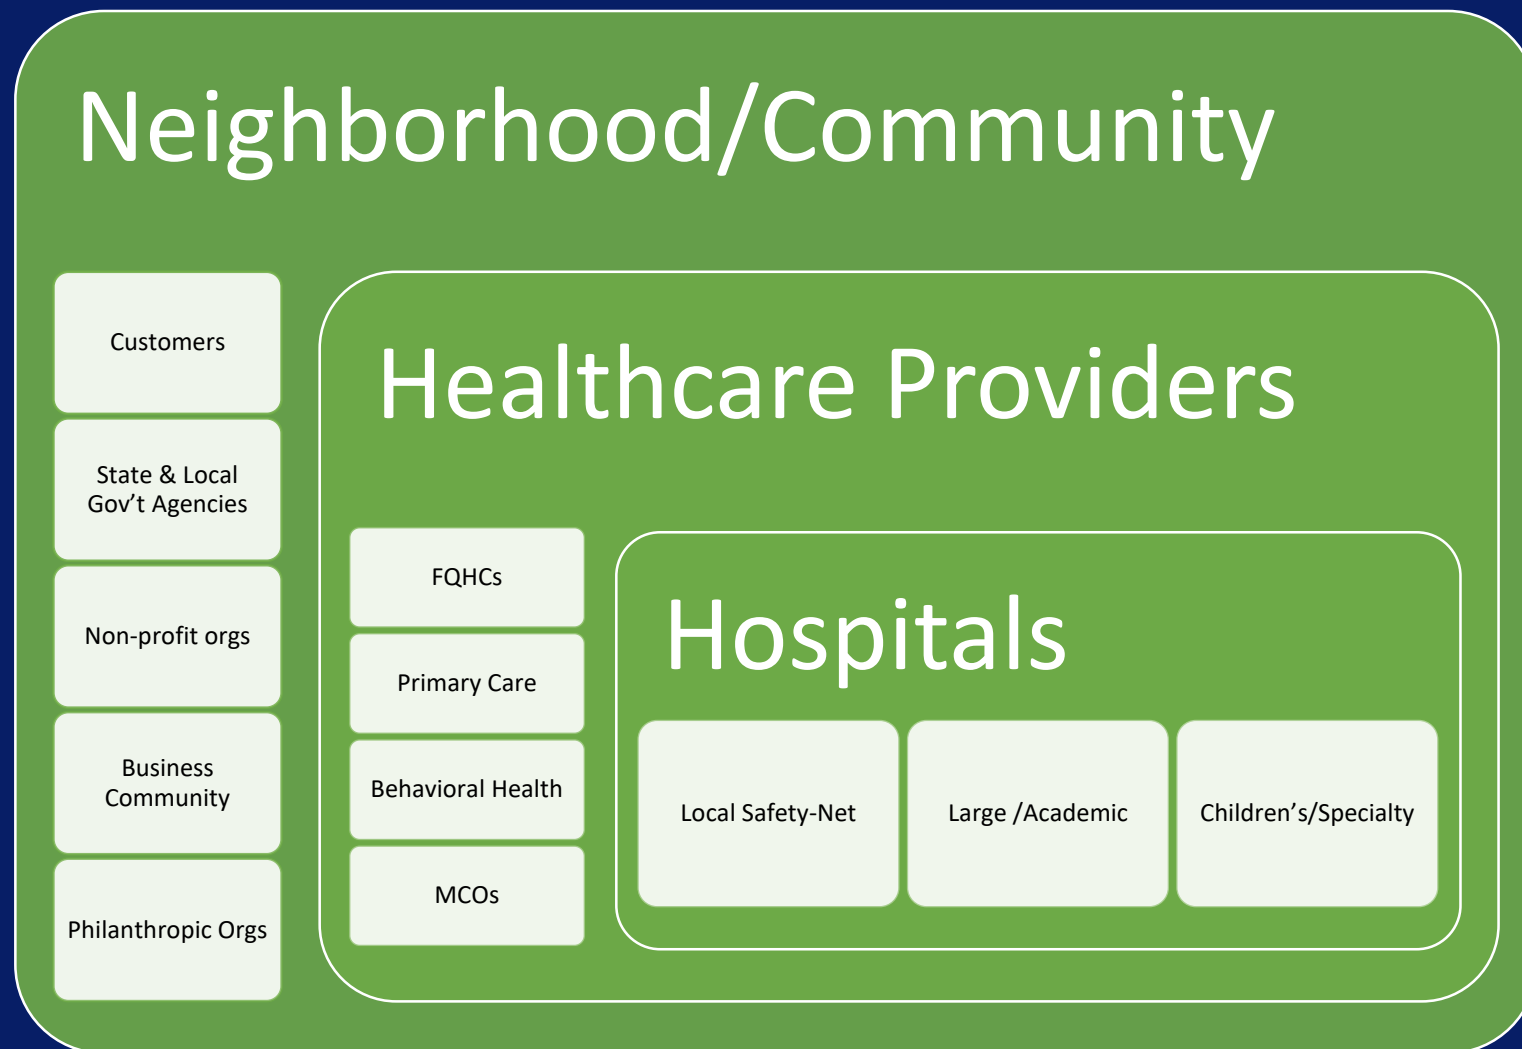 Neighborhood/Community
Customers
State & Local
Gov’t Agencies
Non-profit orgs
Business
Community
Philanthropic Orgs
Healthcare Providers
FQHCs
Primary Care
Behavioral Health
MCOs
Hospitals
Local Safety-Net
Large /Academic
Children’s/Specialty